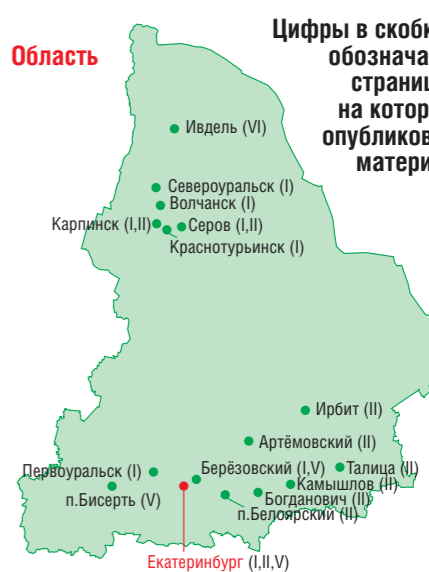 Область
Цифры в
обознача
страниц
на котор
опубликов
матери
Ивдель (VI)
Североуральск (I)
Волчанск (I)
Карпинск (I,II)
Серов (I,II)
Краснотурьинск (I)
Ирбит (II)
Артёмовский (II)
Первоуральск (I)
Берёзовский (I,V)
Талица (II)
Камышлов (II)
п.Бисерть (V)
Богданович (II)
п.Белоярский (II)
Екатеринбург (I,II,V)